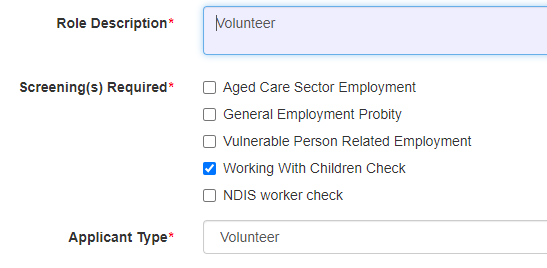 Role Description* Volunteer
Screening(s) Required* Aged Care Sector Employment
General Employment Probity
Vulnerable Person Related Employment
Working With Children Check
NDIS worker check
Applicant Type* Volunteer